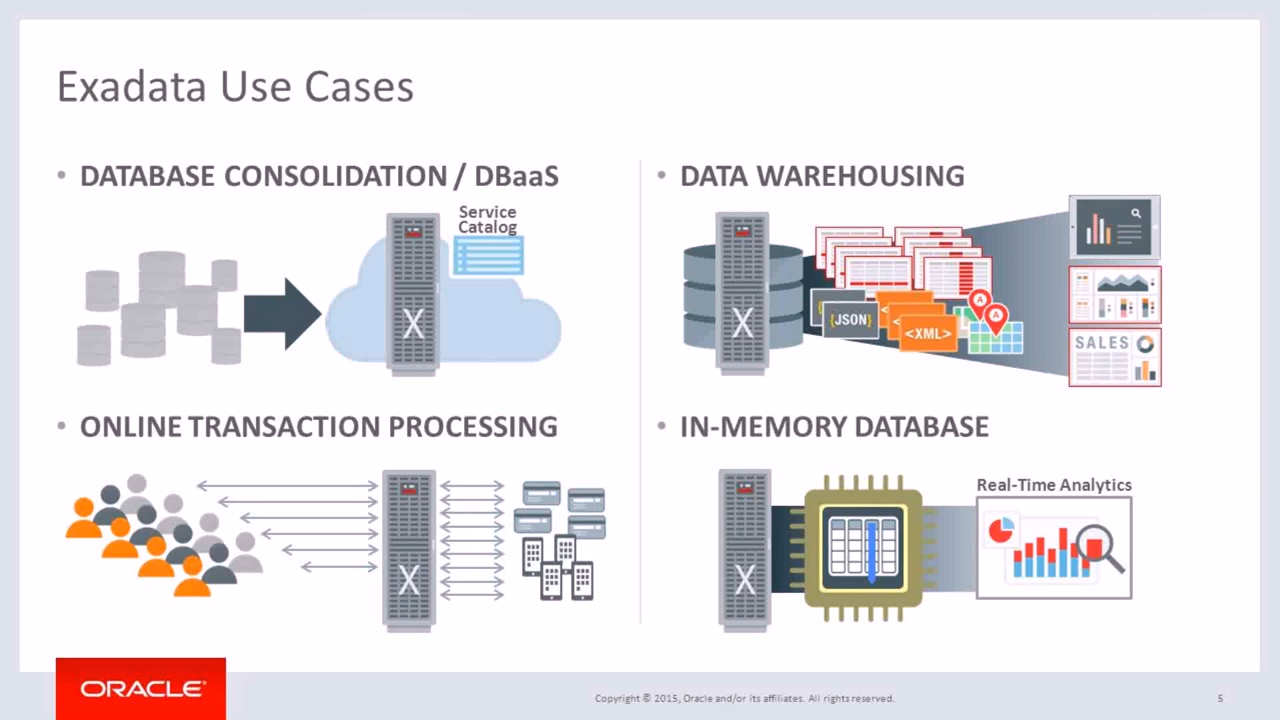 Exadata Use Cases
• DATABASE CONSOLIDATION / DBaaS
Service
Catalog
X
• DATA WAREHOUSING
X
{JSON}
<XML>
A
A
SALES
• ONLINE TRANSACTION PROCESSING
X
• IN-MEMORY DATABASE
X
Real-Time Analytics
ORACLE®
Copyright © 2015, Oracle and/or its affiliates. All rights reserved.
5